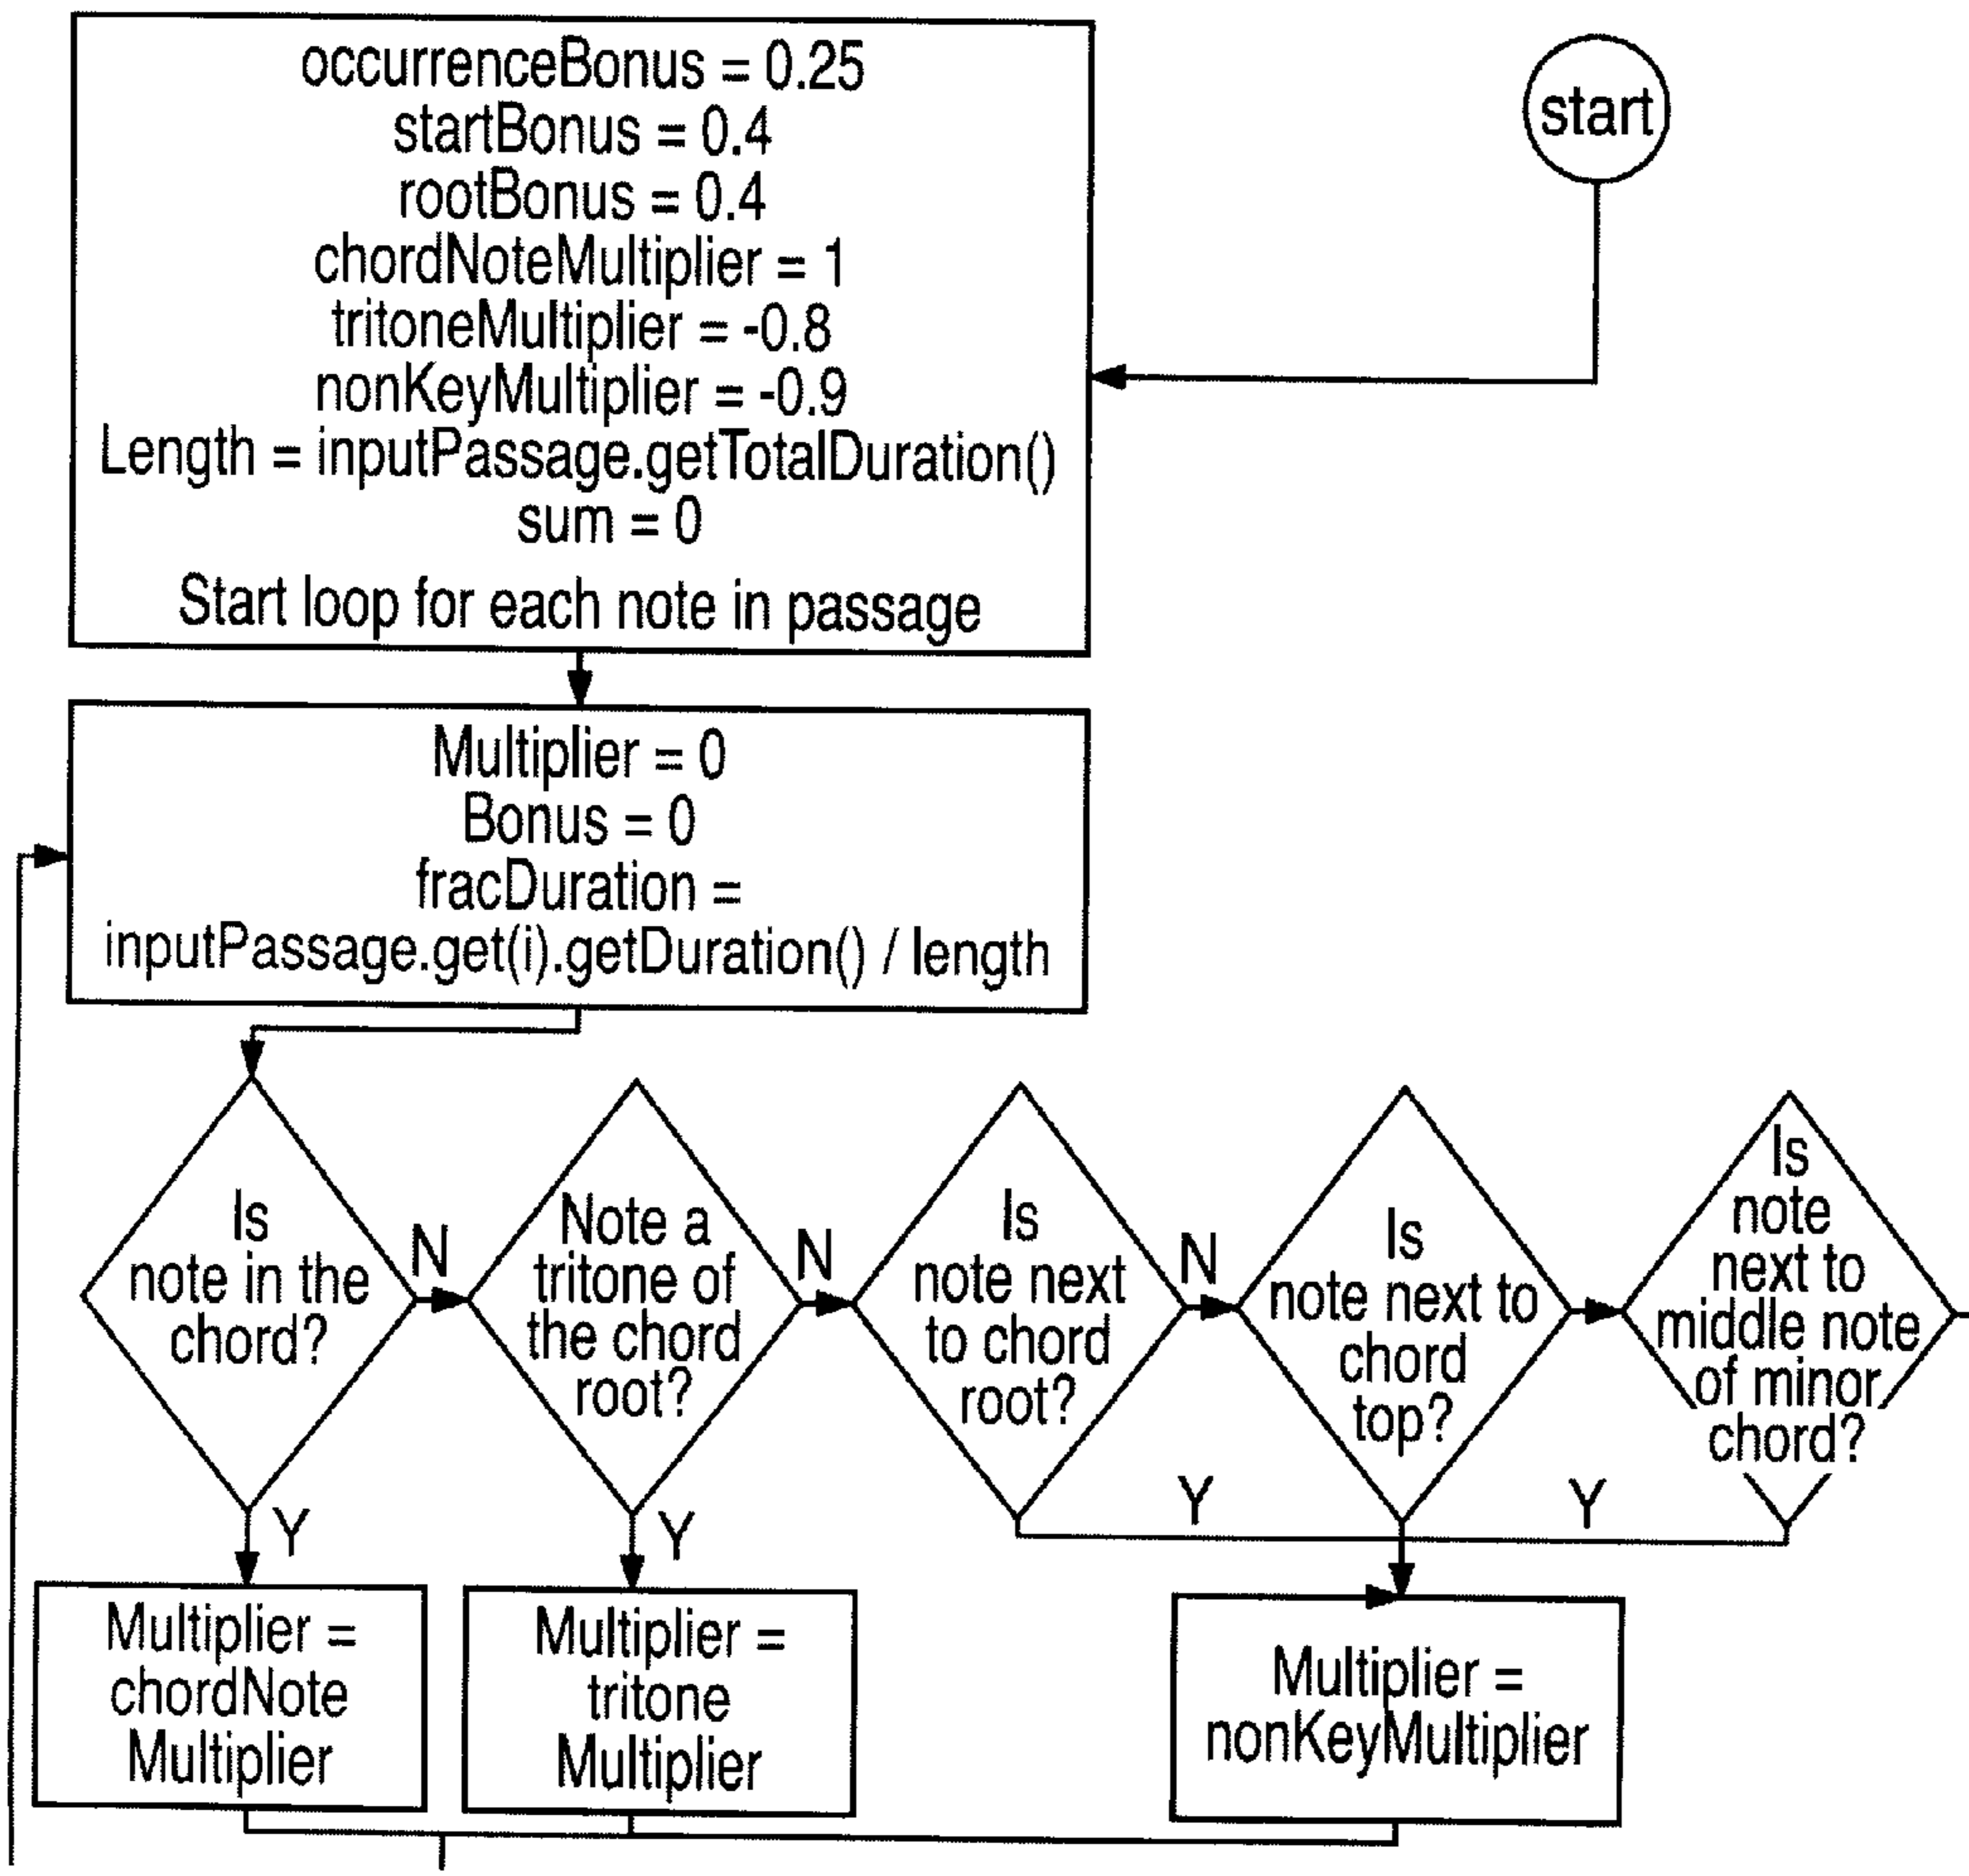 occurrenceBonus = 0.25
startBonus = 0.4
rootBonus = 0.4
chordNoteMultiplier = 1
tritoneMultiplier = -0.8
nonKeyMultiplier = -0.9
Length = inputPassage.getTotalDuration()
sum = 0
Start loop for each note in passage
start
Multiplier = 0
Bonus = 0
fracDuration =
inputPassage.get(i).getDuration() / length
Is
note in the
chord?
N
Note a
tritone of
the chord
root?
N
Is
note next
to chord
root?
N
Is
note next to
chord
top?
Is
note
next to
middle note
of minor
chord?
Y
Y
Y
Y
Multiplier =
chordNote
Multiplier
Multiplier =
tritone
Multiplier
Multiplier =
nonKeyMultiplier